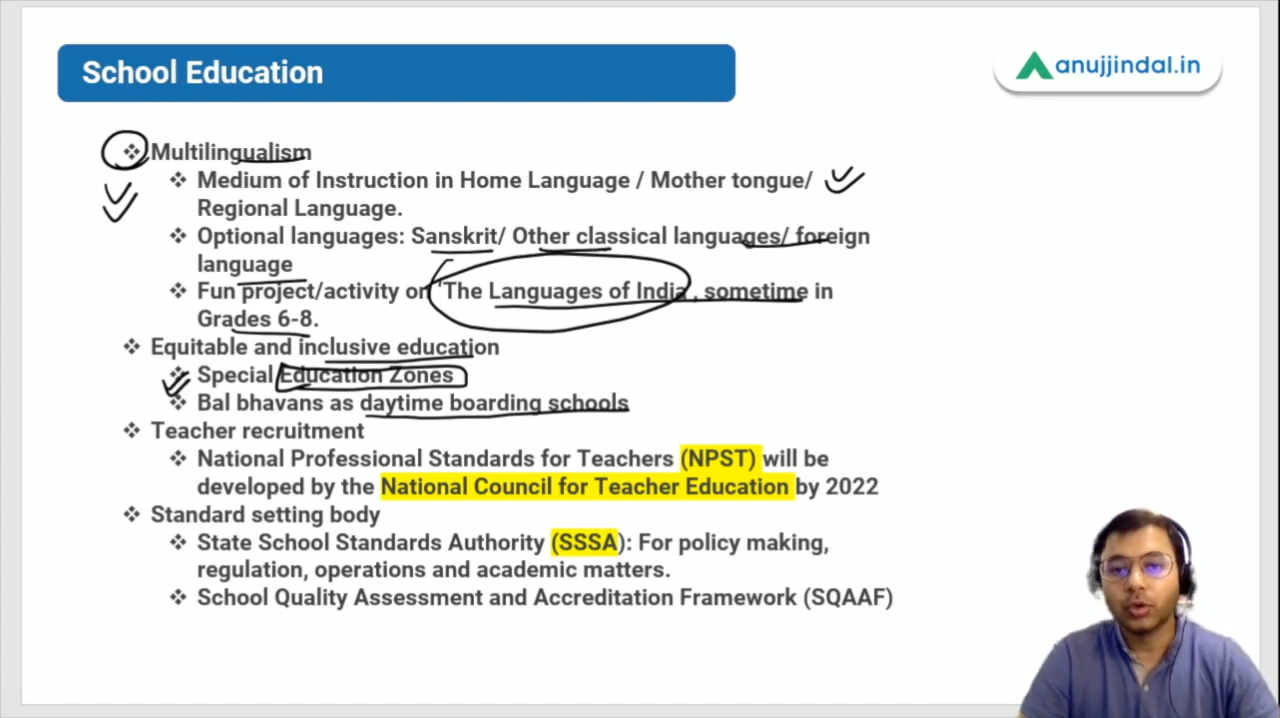 School Education
anujjindal.in
❖ Multilingualism
❖ Medium of Instruction in Home Language / Mother tongue/
Regional Language.
❖ Optional languages: Sanskrit/ Other classical languages/ foreign
language
❖ Fun project/activity on 'The Languages of India', sometime in
Grades 6-8.
❖ Equitable and inclusive education
❖ Special Education Zones
❖ Bal bhavans as daytime boarding schools
❖ Teacher recruitment
❖ National Professional Standards for Teachers (NPST) will be
developed by the National Council for Teacher Education by 2022
❖ Standard setting body
❖ State School Standards Authority (SSSA): For policy making,
regulation, operations and academic matters.
❖ School Quality Assessment and Accreditation Framework (SQAAF)